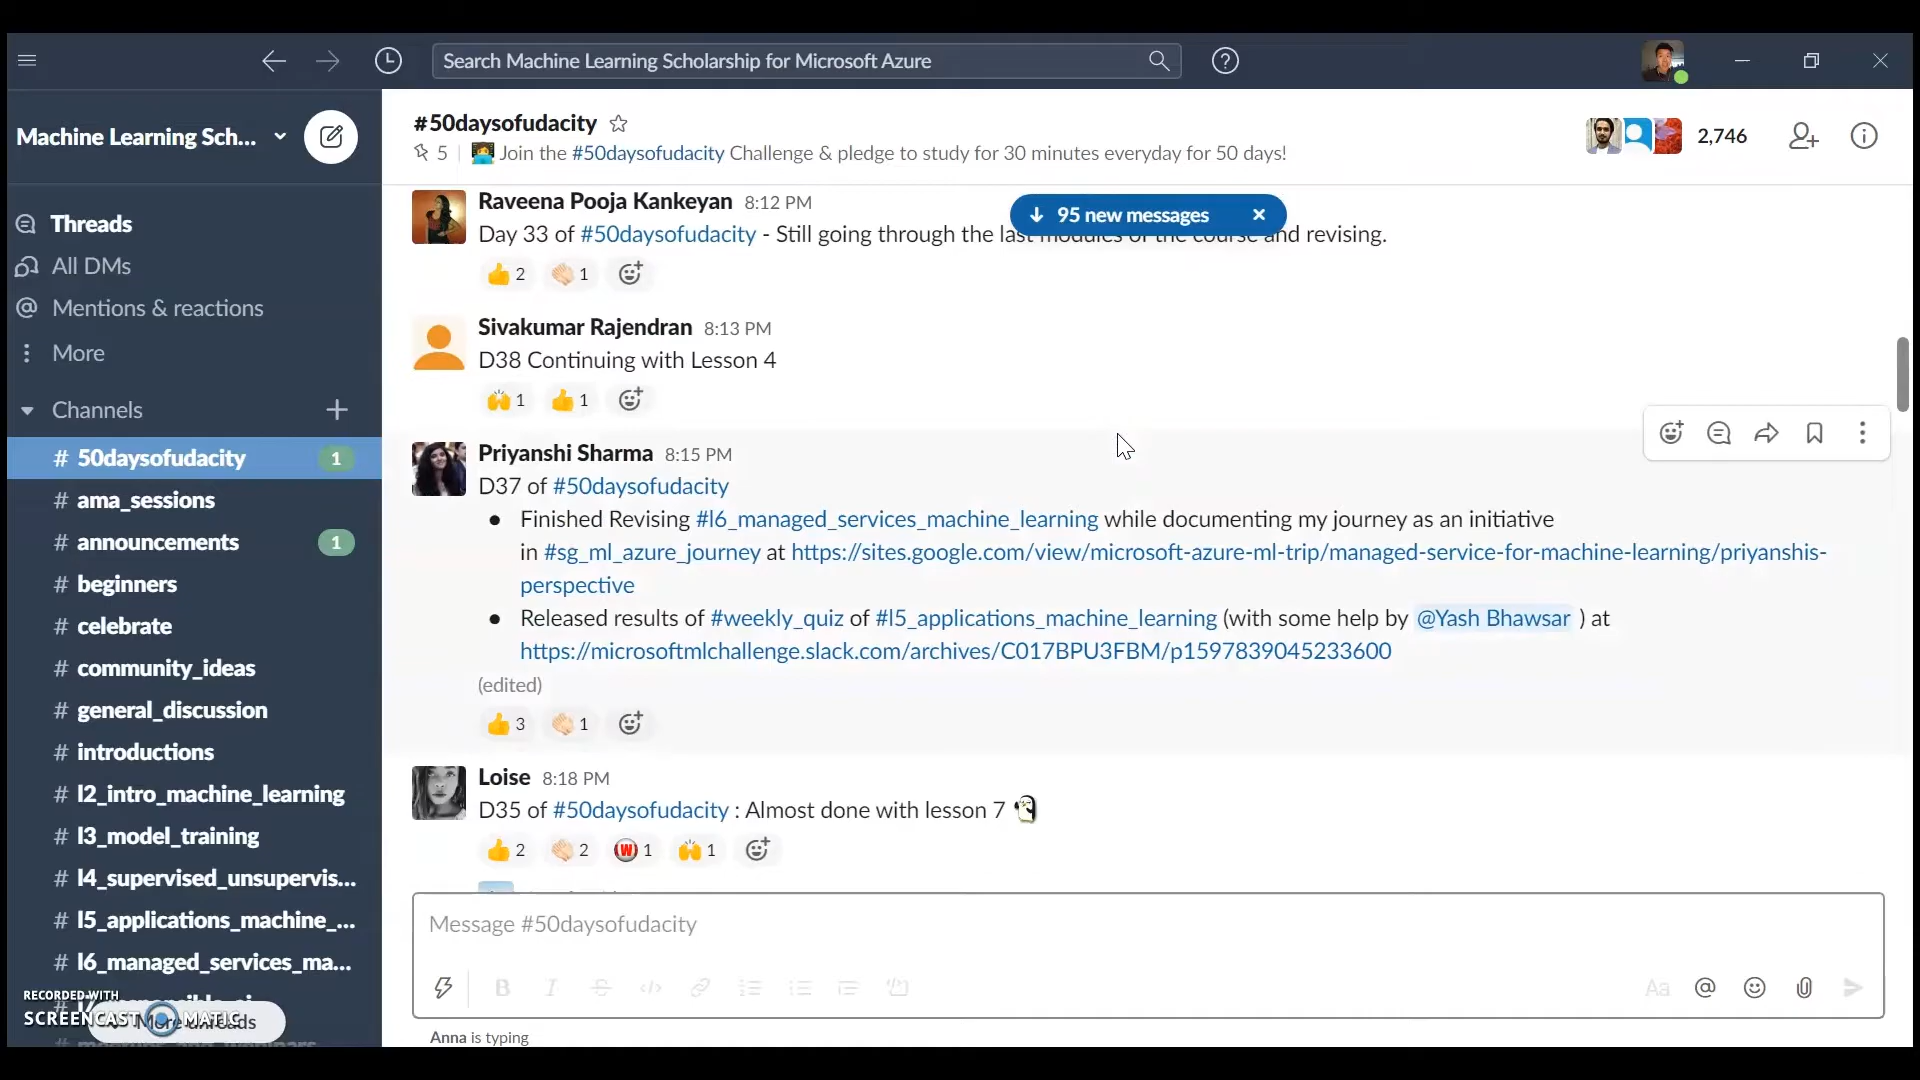 Search Machine Learning Scholarship for Microsoft Azure
Machine Learning Sch...
#50daysofudacity
2,746
5 | Join the #50daysofudacity Challenge & pledge to study for 30 minutes everyday for 50 days!
Threads
All DMs
Mentions & reactions
More
Channels
# 50daysofudacity 1
# ama_sessions
# announcements 1
# beginners
# celebrate
# community_ideas
# general_discussion
# introductions
# l2_intro_machine_learning
# l3_model_training
# l4_supervised_unsupervis...
# l5_applications_machine_...
# l6_managed_services_ma...
RECORDED WITH
SCREENCAST MATIC
More unreads
95 new messages
Raveena Pooja Kankeyan 8:12 PM
Day 33 of #50daysofudacity - Still going through the last modules of the course and revising.
2 1
Sivakumar Rajendran 8:13 PM
D38 Continuing with Lesson 4
1 1
Priyanshi Sharma 8:15 PM
D37 of #50daysofudacity
• Finished Revising #l6_managed_services_machine_learning while documenting my journey as an initiative
in #sg_ml_azure_journey at https://sites.google.com/view/microsoft-azure-ml-trip/managed-service-for-machine-learning/priyanshis-
perspective
• Released results of #weekly_quiz of #l5_applications_machine_learning (with some help by @Yash Bhawsar ) at
https://microsoftmlchallenge.slack.com/archives/C017BPU3FBM/p1597839045233600
(edited)
3 1
Loise 8:18 PM
D35 of #50daysofudacity : Almost done with lesson 7
2 2 W 1 1
Message #50daysofudacity
B I S </> Aa @
Anna is typing